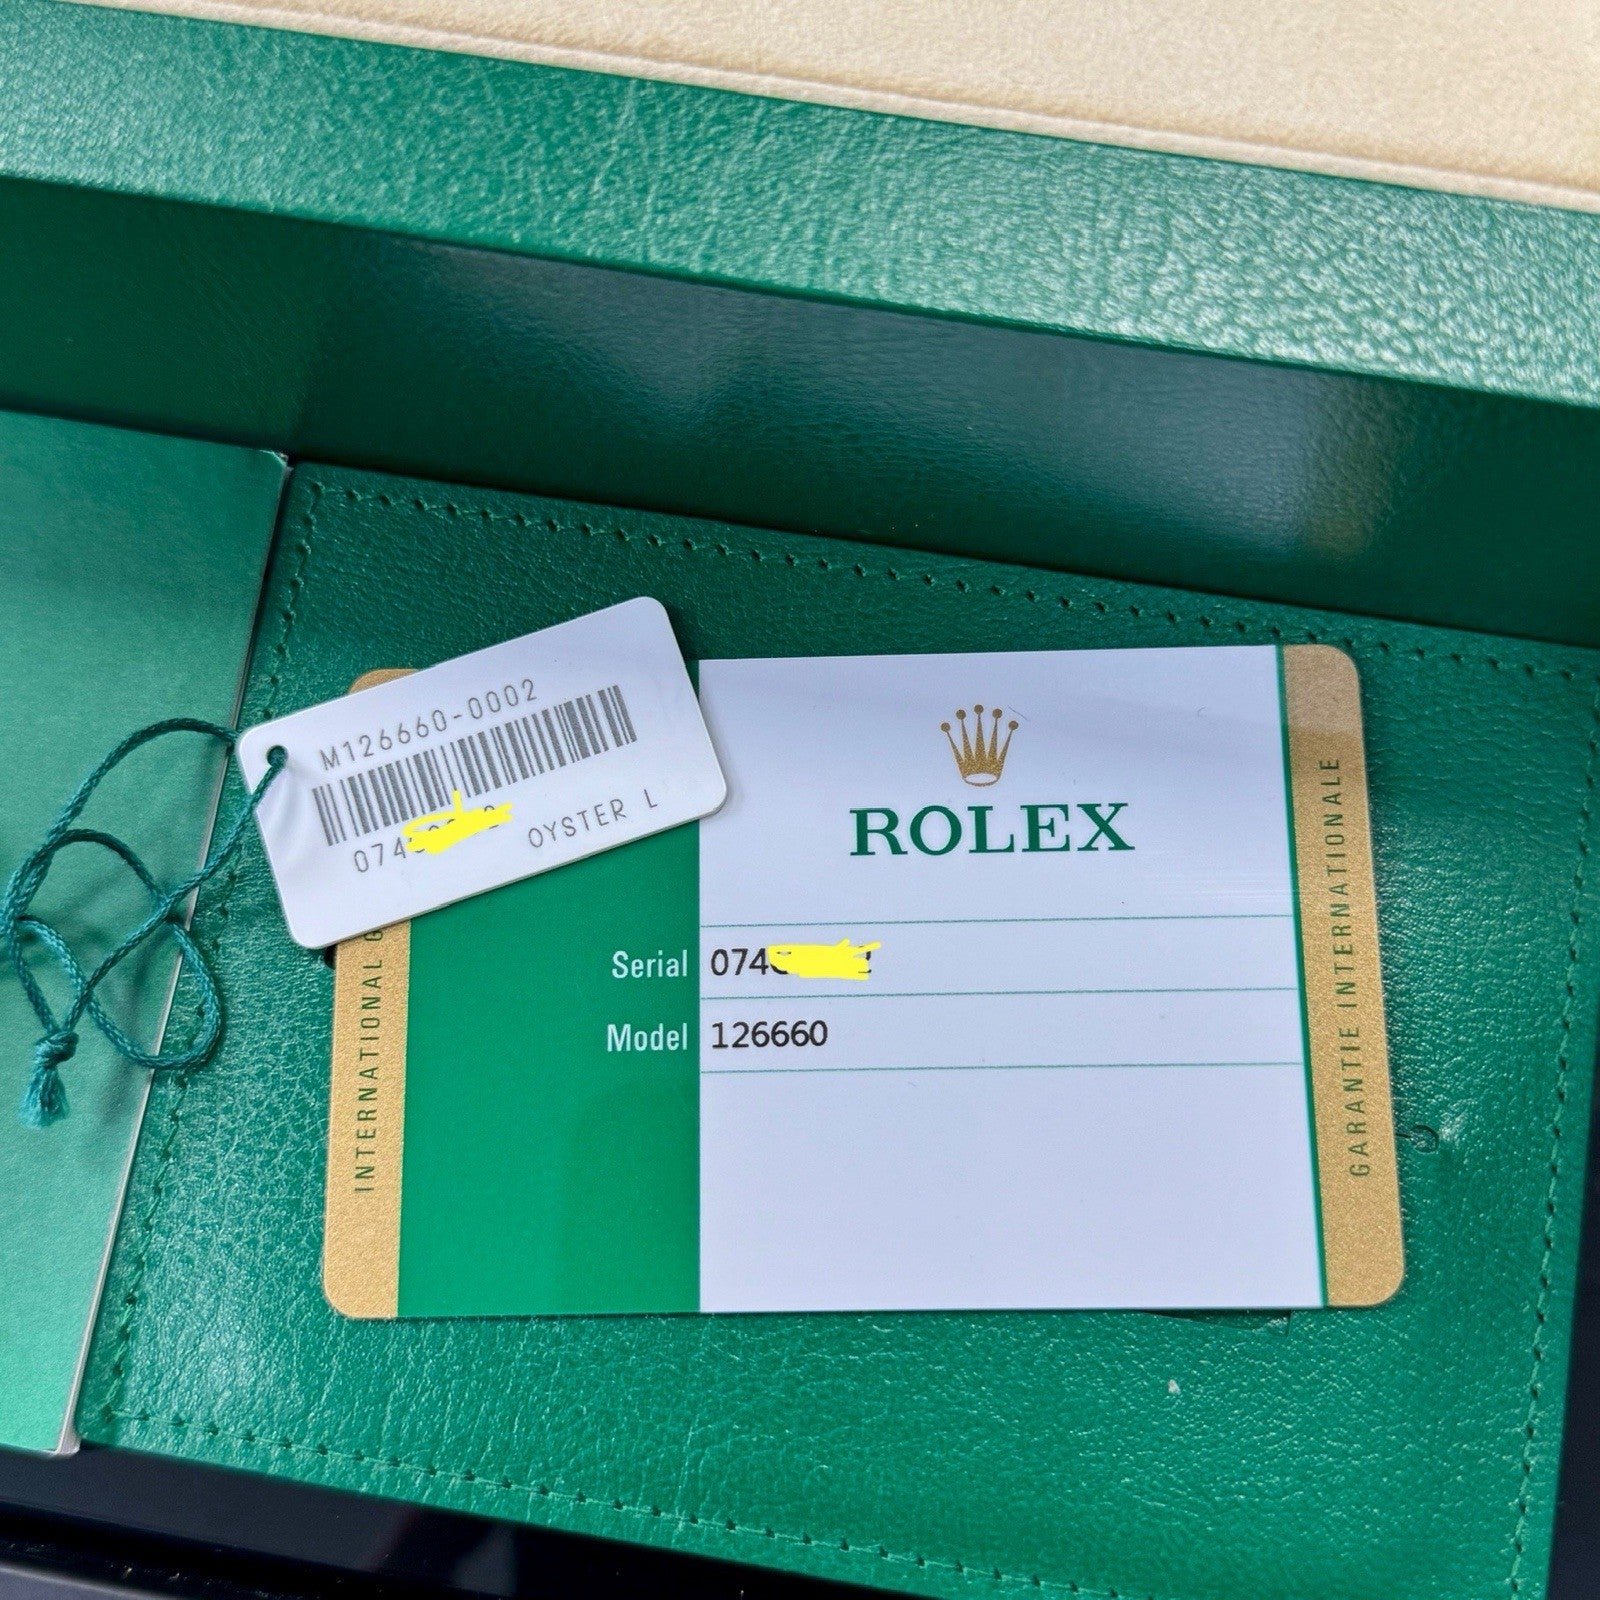 M126660-0002
074
OYSTER L
ROLEX
Serial 074
Model 126660
INTERNATIONAL G
GARANTIE INTERNATIONALE